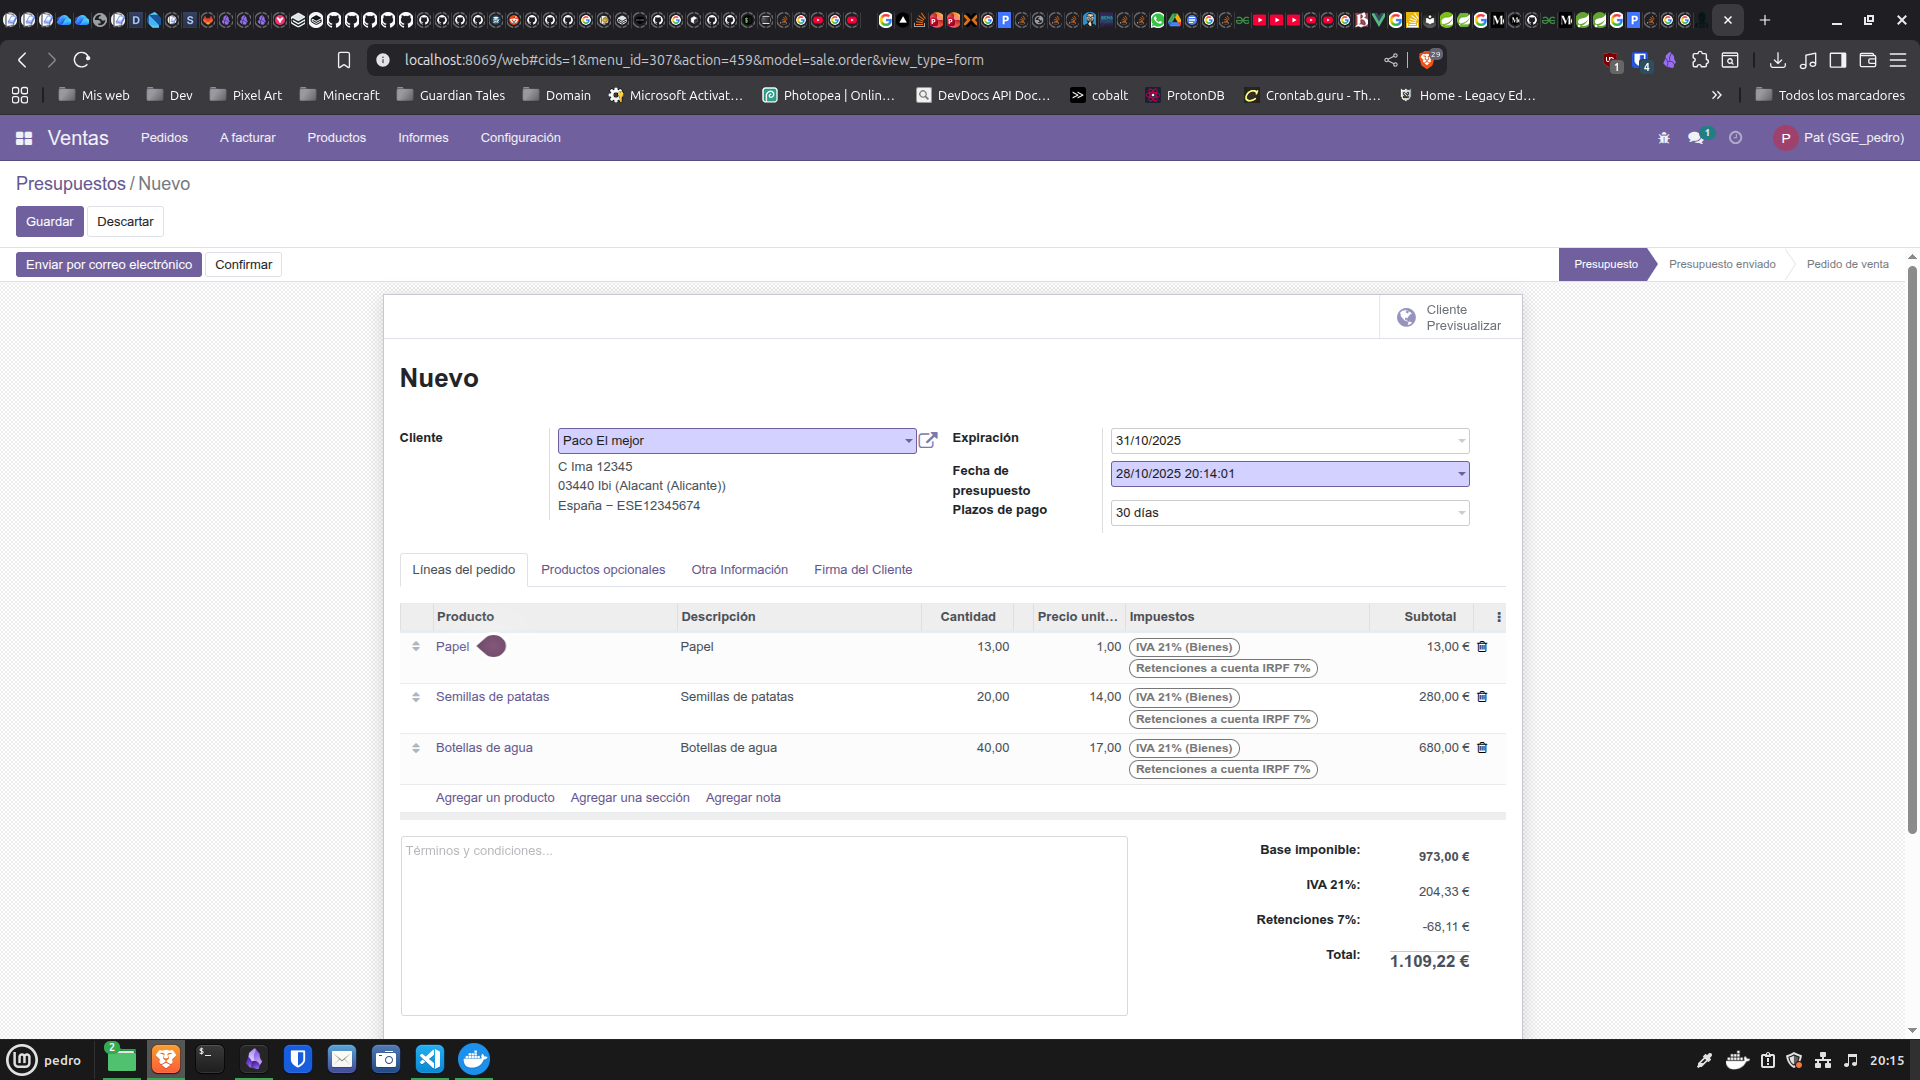 localhost:8069/web#cids=1&menu_id=307&action=459&model=sale.order&view_type=form
29
1
4
Mis web
Dev
Pixel Art
Minecraft
Guardian Tales
Domain
Microsoft Activat...
Photopea | Onlin...
DevDocs API Doc...
cobalt
ProtonDB
Crontab.guru - Th...
Home - Legacy Ed...
Todos los marcadores
Ventas
Pedidos
A facturar
Productos
Informes
Configuración
1
P
Pat (SGE_pedro)
Presupuestos / Nuevo
Guardar
Descartar
Enviar por correo electrónico
Confirmar
Presupuesto
Presupuesto enviado
Pedido de venta
Cliente
Previsualizar
Nuevo
Cliente
Paco El mejor
C Ima 12345
03440 Ibi (Alacant (Alicante))
España – ESE12345674
Expiración
31/10/2025
Fecha de
presupuesto
28/10/2025 20:14:01
Plazos de pago
30 días
Líneas del pedido
Productos opcionales
Otra Información
Firma del Cliente
Producto
Descripción
Cantidad
Precio unit...
Impuestos
Subtotal
Papel
Papel
13,00
1,00
IVA 21% (Bienes)
Retenciones a cuenta IRPF 7%
13,00 €
Semillas de patatas
Semillas de patatas
20,00
14,00
IVA 21% (Bienes)
Retenciones a cuenta IRPF 7%
280,00 €
Botellas de agua
Botellas de agua
40,00
17,00
IVA 21% (Bienes)
Retenciones a cuenta IRPF 7%
680,00 €
Agregar un producto
Agregar una sección
Agregar nota
Términos y condiciones...
Base imponible:
973,00 €
IVA 21%:
204,33 €
Retenciones 7%:
-68,11 €
Total:
1.109,22 €
pedro
2
20:15